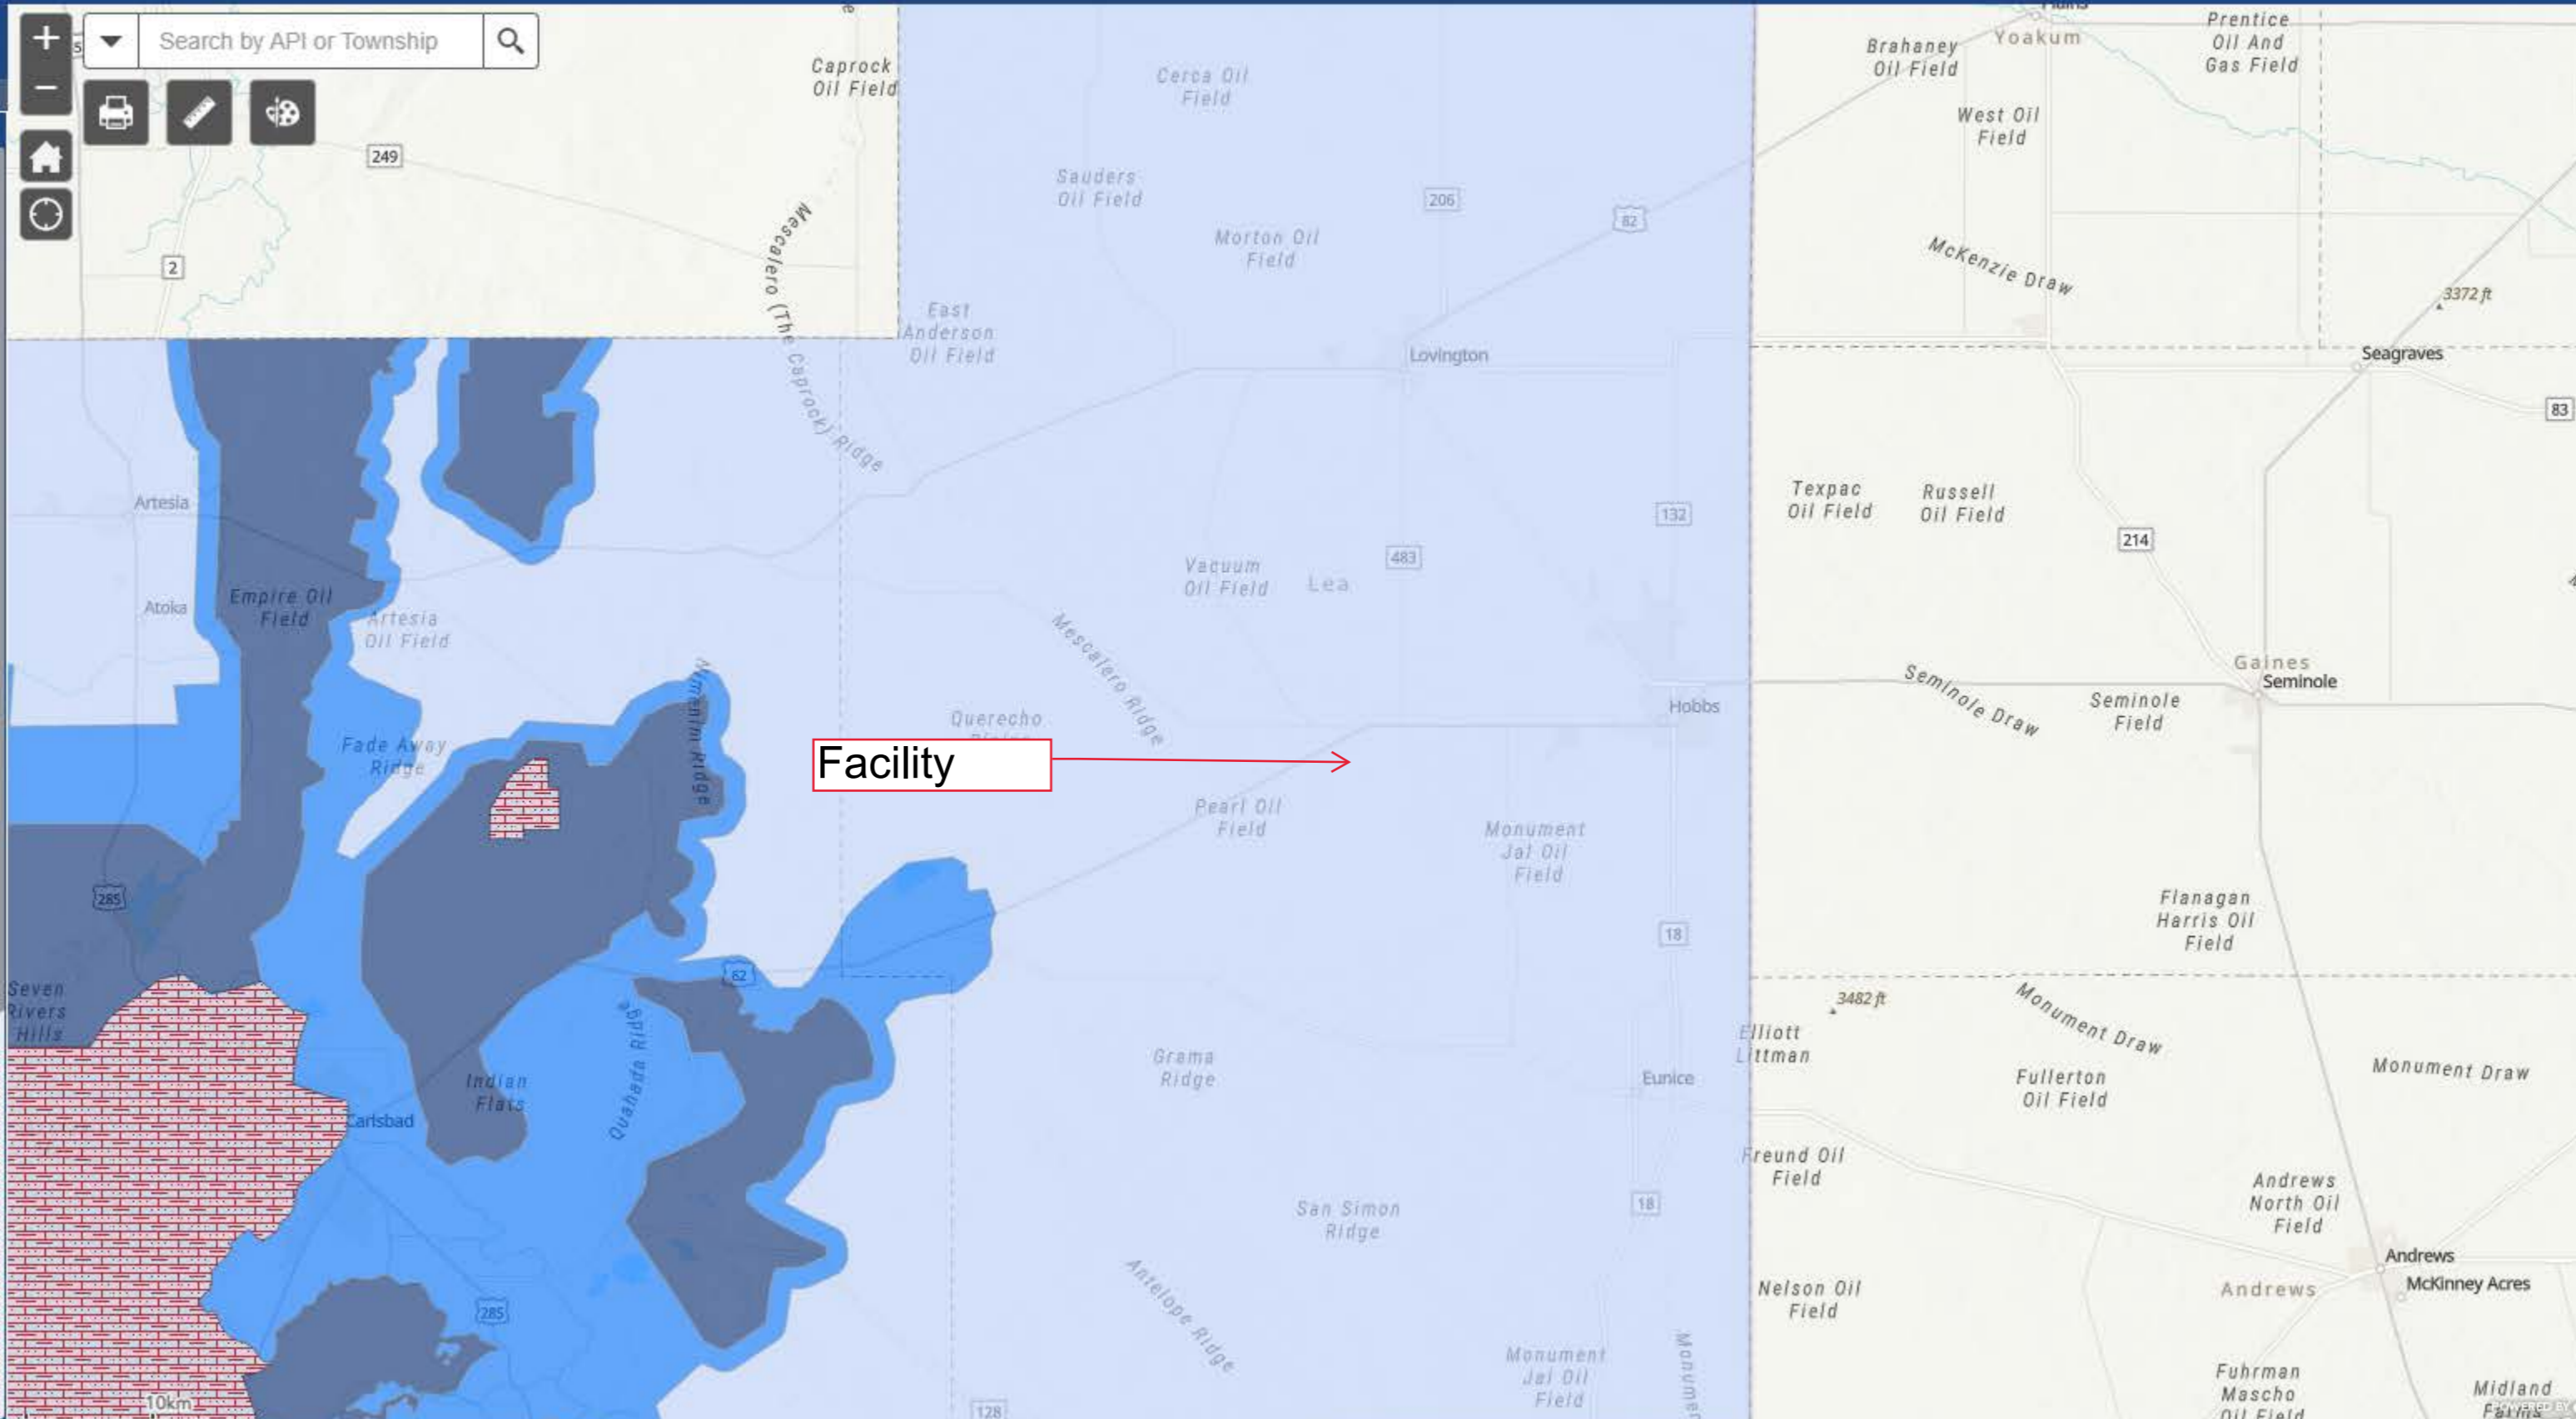 Search by API or Township
Plains
Yoakum
Brahaney
Oil Field
Prentice
Oil And
Gas Field
West Oil
Field
Caprock
Oil Field
Cerca Oil
Field
249
Sauders
Oil Field
206
82
Morton Oil
Field
Mescalero (The Caprock) Ridge
2
McKenzie Draw
3372 ft
East
Anderson
Oil Field
Lovington
Seagraves
83
Artesia
Texpac
Oil Field
Russell
Oil Field
132
214
483
Vacuum
Oil Field
Lea
Empire Oil
Field
Atoka
Artesia
Oil Field
Mescalero Ridge
Gaines
Seminole
Seminole Draw
Seminole
Field
Hobbs
Querecho
Fade Away
Ridge
Nimenim Ridge
Facility
Pearl Oil
Field
Monument
Jal Oil
Field
285
Flanagan
Harris Oil
Field
18
62
Seven
Rivers
Hills
3482 ft
Monument Draw
Elliott
Littman
Quahada Ridge
Grama
Ridge
Eunice
Fullerton
Oil Field
Monument Draw
Indian
Flats
Carlsbad
Freund Oil
Field
Andrews
North Oil
Field
San Simon
Ridge
18
Andrews
McKinney Acres
Andrews
Nelson Oil
Field
285
Antelope Ridge
Monument
Jal Oil
Field
Fuhrman
Mascho
Oil Field
Midland
Farms
10km
128
POWERED BY